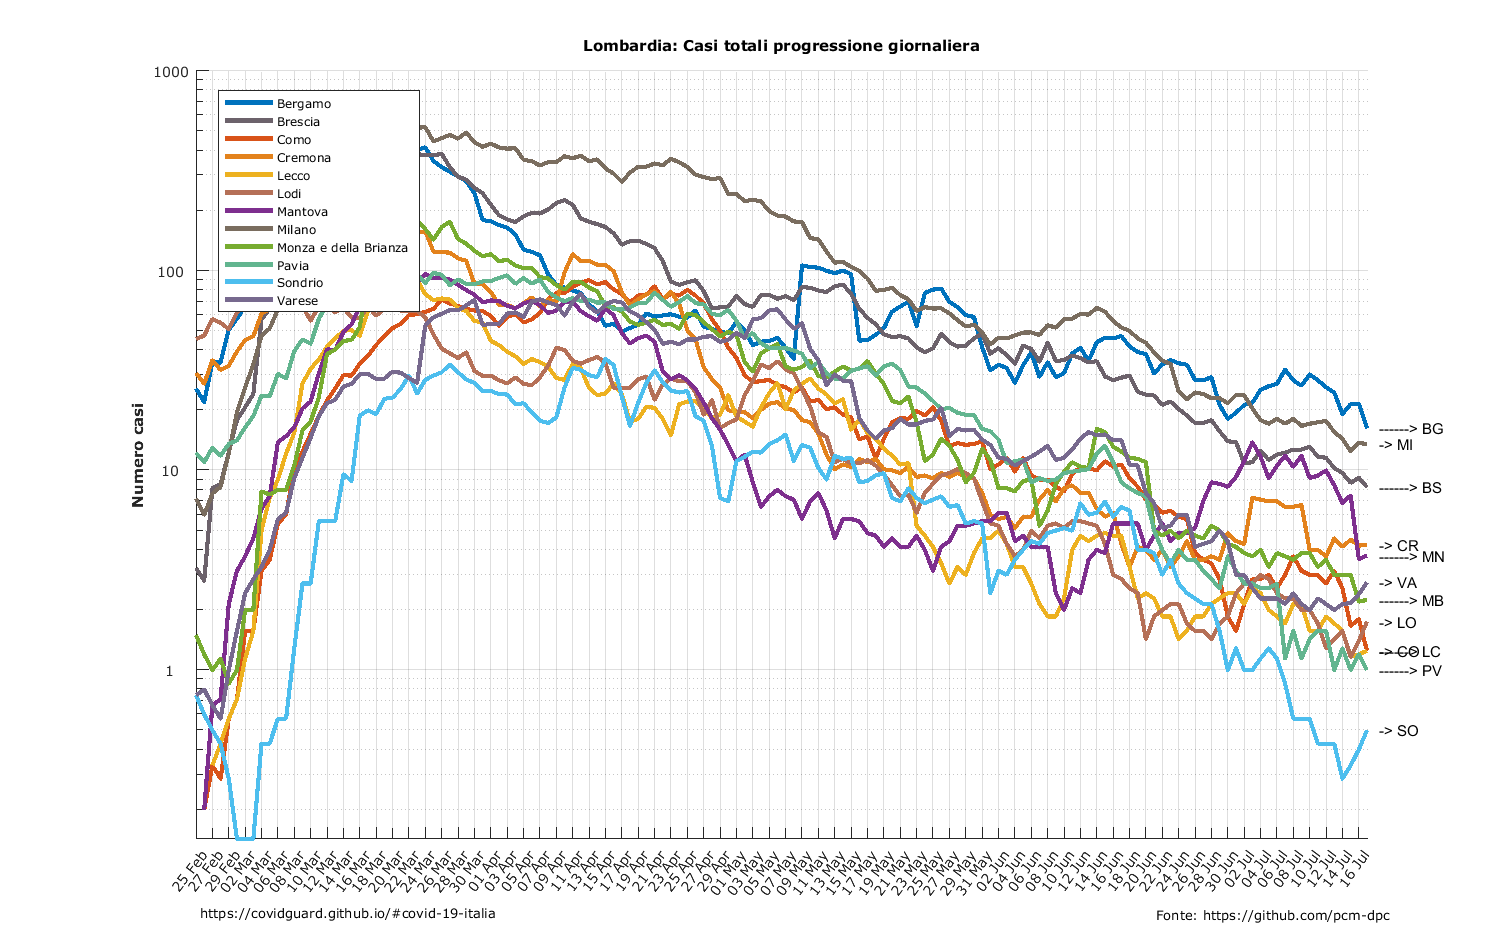 Lombardia: Casi totali progressione giornaliera
1000
100
10
1
Numero casi
Bergamo
Brescia
Como
Cremona
Lecco
Lodi
Mantova
Milano
Monza e della Brianza
Pavia
Sondrio
Varese
------> BG
-> MI
------> BS
-> CR
------> MN
-> VA
------> MB
-> LO
-> CO
------> LC
------> PV
-> SO
25 Feb
27 Feb
29 Feb
02 Mar
04 Mar
06 Mar
08 Mar
10 Mar
12 Mar
14 Mar
16 Mar
18 Mar
20 Mar
22 Mar
24 Mar
26 Mar
28 Mar
30 Mar
01 Apr
03 Apr
05 Apr
07 Apr
09 Apr
11 Apr
13 Apr
15 Apr
17 Apr
19 Apr
21 Apr
23 Apr
25 Apr
27 Apr
29 Apr
01 May
03 May
05 May
07 May
09 May
11 May
13 May
15 May
17 May
19 May
21 May
23 May
25 May
27 May
29 May
31 May
02 Jun
04 Jun
06 Jun
08 Jun
10 Jun
12 Jun
14 Jun
16 Jun
18 Jun
20 Jun
22 Jun
24 Jun
26 Jun
28 Jun
30 Jun
02 Jul
04 Jul
06 Jul
08 Jul
10 Jul
12 Jul
14 Jul
16 Jul
https://covidguard.github.io/#covid-19-italia
Fonte: https://github.com/pcm-dpc